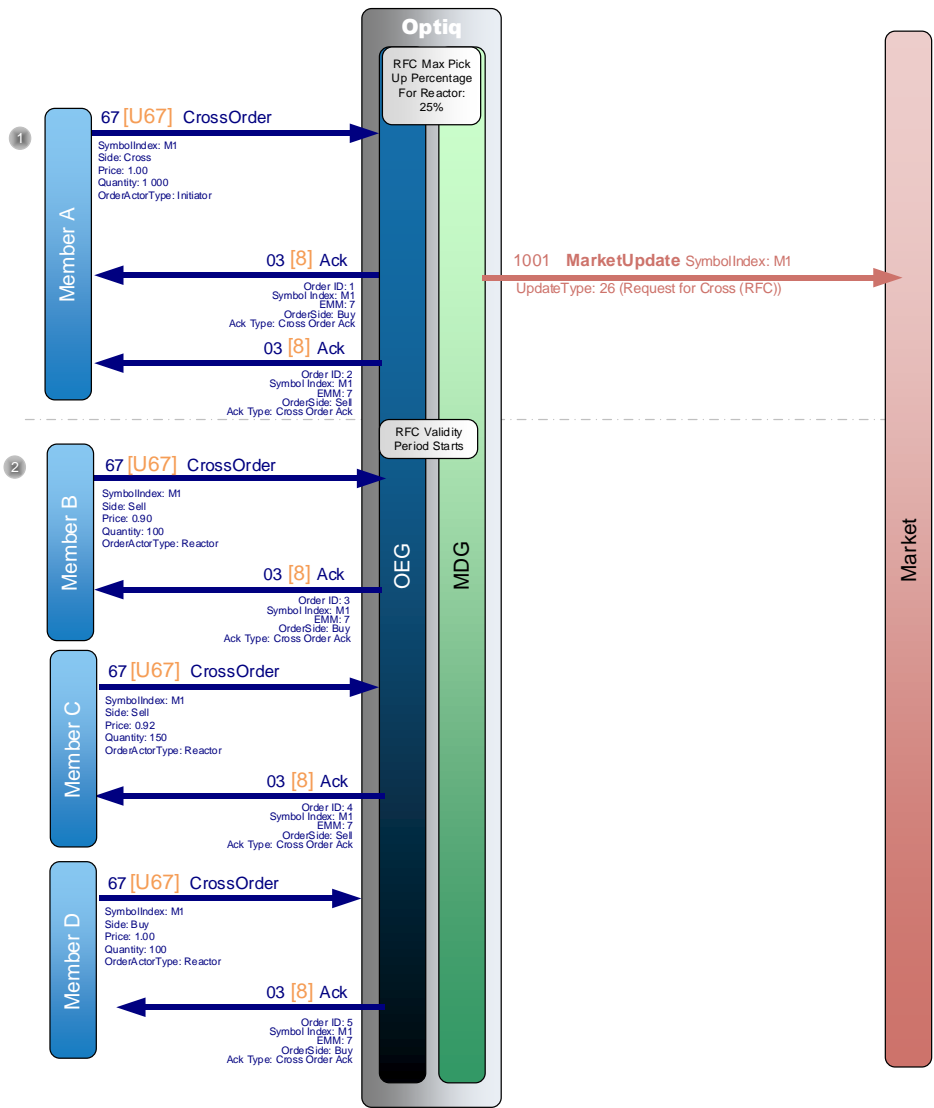 Optiq
RFC Max Pick
Up Percentage
For Reactor:
25%
1
Member A
67 [U67] CrossOrder
SymbolIndex: M1
Side: Cross
Price: 1.00
Quantity: 1 000
OrderActorType: Initiator
03 [8] Ack
Order ID: 1
Symbol Index: M1
EMM: 7
OrderSide: Buy
Ack Type: Cross Order Ack
1001 MarketUpdate SymbolIndex: M1
UpdateType: 26 (Request for Cross (RFC))
03 [8] Ack
Order ID: 2
Symbol Index: M1
EMM: 7
OrderSide: Sell
Ack Type: Cross Order Ack
RFC Validity
Period Starts
2
Member B
67 [U67] CrossOrder
SymbolIndex: M1
Side: Sell
Price: 0.90
Quantity: 100
OrderActorType: Reactor
03 [8] Ack
Order ID: 3
Symbol Index: M1
EMM: 7
OrderSide: Buy
Ack Type: Cross Order Ack
OEG
MDG
Market
Member C
67 [U67] CrossOrder
SymbolIndex: M1
Side: Sell
Price: 0.92
Quantity: 150
OrderActorType: Reactor
03 [8] Ack
Order ID: 4
Symbol Index: M1
EMM: 7
OrderSide: Sell
Ack Type: Cross Order Ack
Member D
67 [U67] CrossOrder
SymbolIndex: M1
Side: Buy
Price: 1.00
Quantity: 100
OrderActorType: Reactor
03 [8] Ack
Order ID: 5
Symbol Index: M1
EMM: 7
OrderSide: Buy
Ack Type: Cross Order Ack